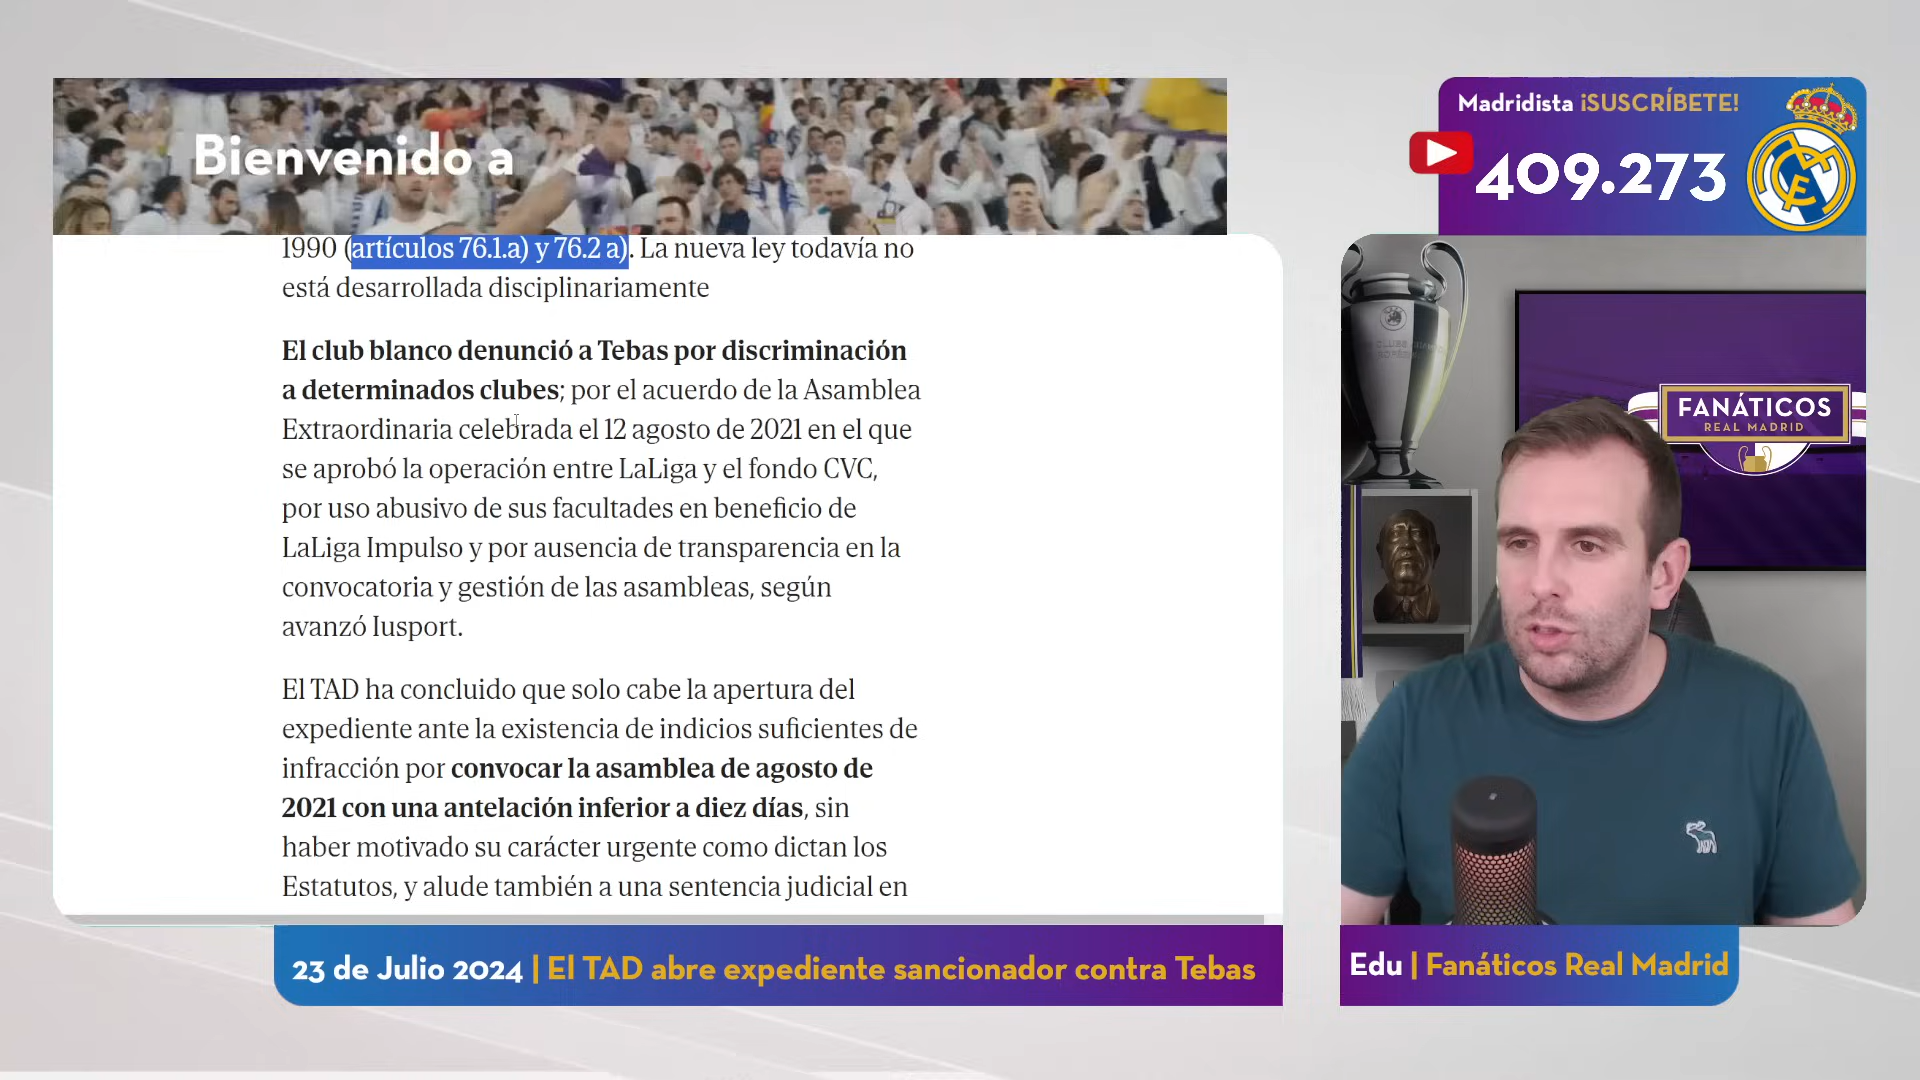 Bienvenido a
Madridista ¡SUSCRÍBETE!
409.273
1990 (artículos 76.1.a) y 76.2 a). La nueva ley todavía no
está desarrollada disciplinariamente
El club blanco denunció a Tebas por discriminación
a determinados clubes; por el acuerdo de la Asamblea
Extraordinaria celebrada el 12 agosto de 2021 en el que
se aprobó la operación entre LaLiga y el fondo CVC,
por uso abusivo de sus facultades en beneficio de
LaLiga Impulso y por ausencia de transparencia en la
convocatoria y gestión de las asambleas, según
avanzó Iusport.
El TAD ha concluido que solo cabe la apertura del
expediente ante la existencia de indicios suficientes de
infracción por convocar la asamblea de agosto de
2021 con una antelación inferior a diez días, sin
haber motivado su carácter urgente como dictan los
Estatutos, y alude también a una sentencia judicial en
FANÁTICOS
REAL MADRID
23 de Julio 2024 | El TAD abre expediente sancionador contra Tebas
Edu | Fanáticos Real Madrid